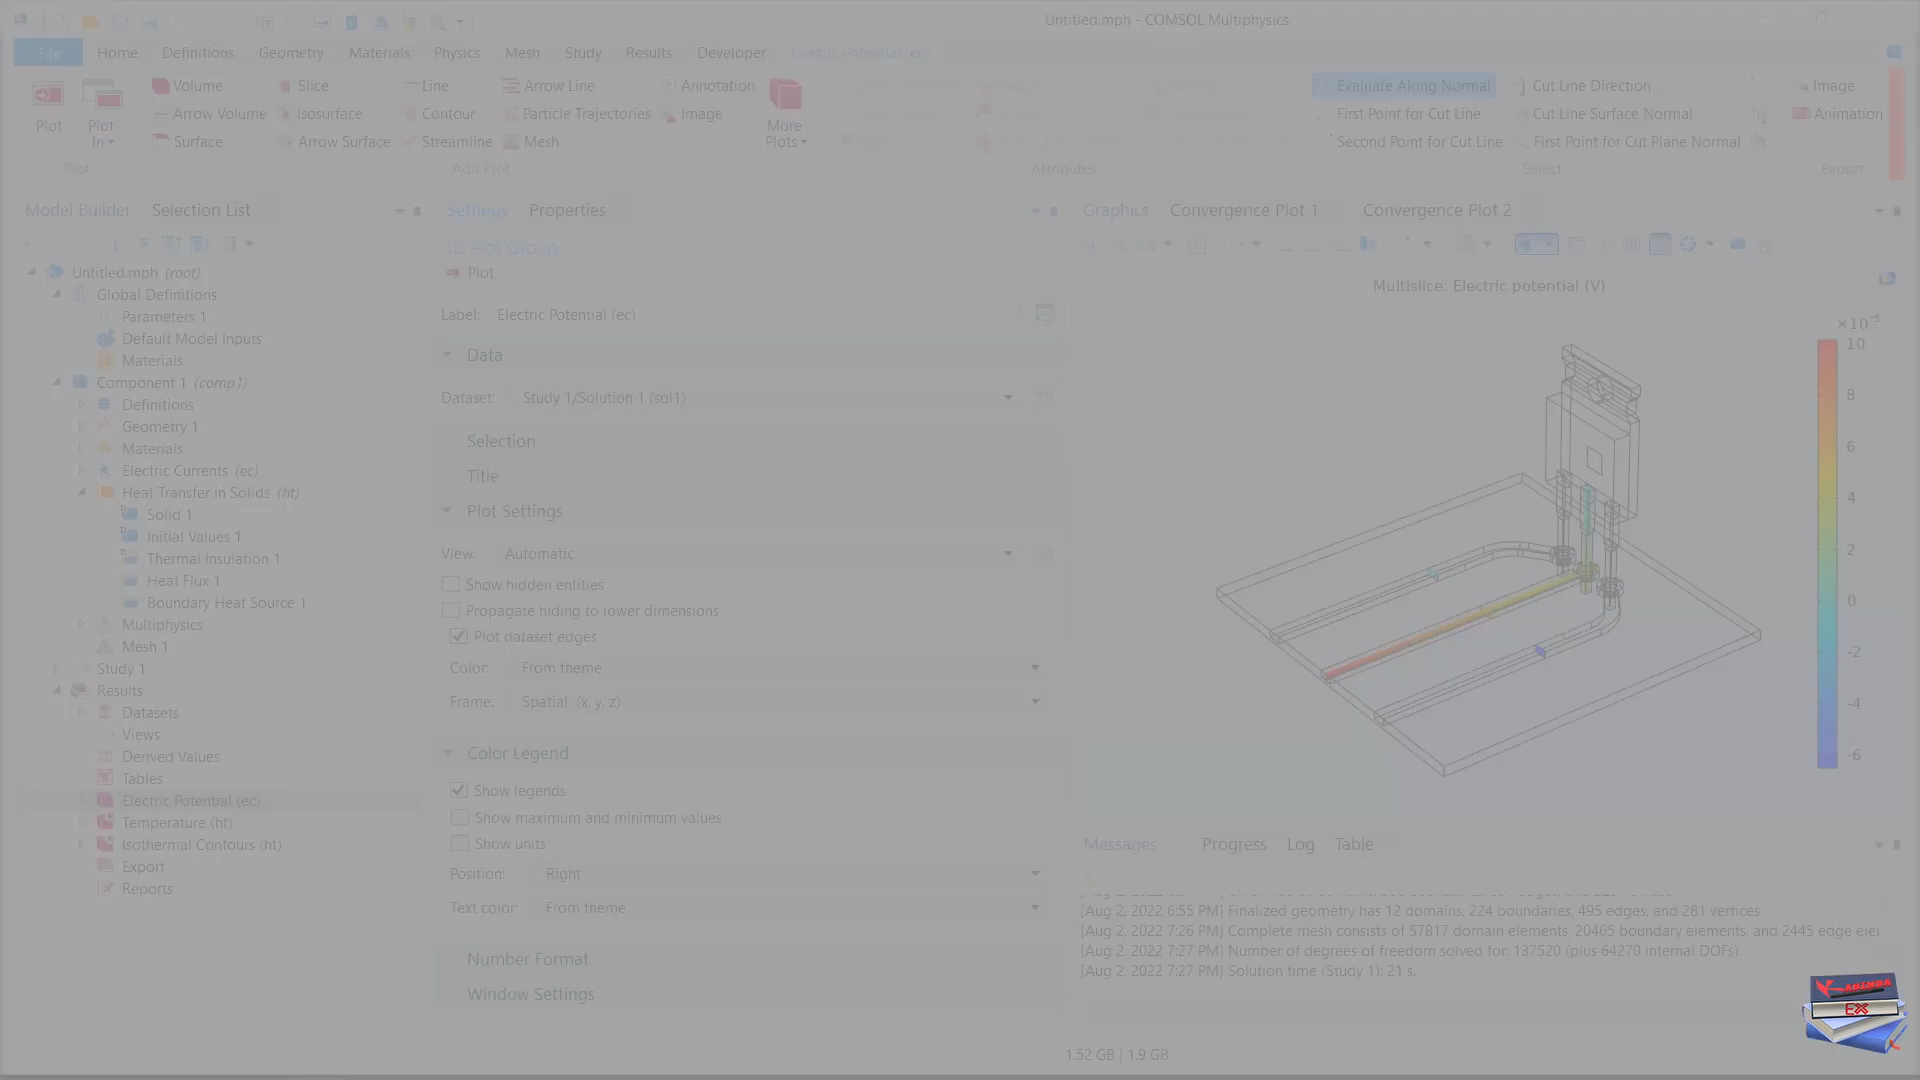 Untitled.mph - COMSOL Multiphysics
File Home Definitions Geometry Materials Physics Mesh Study Results Developer Electric Potential (ec)
Volume Slice Line Arrow Line Annotation Evaluate Along Normal Cut Line Direction Image
Plot Plot In More Plots
Arrow Volume Isosurface Contour Particle Trajectories Image First Point for Cut Line Cut Line Surface Normal Animation
Surface Arrow Surface Streamline Mesh Second Point for Cut Line First Point for Cut Plane Normal
Plot Add Plot Attributes Select Export
Model Builder Selection List
Untitled.mph (root)
Global Definitions
Parameters 1
Default Model Inputs
Materials
Component 1 (comp1)
Definitions
Geometry 1
Materials
Electric Currents (ec)
Heat Transfer in Solids (ht)
Solid 1
Initial Values 1
Thermal Insulation 1
Heat Flux 1
Boundary Heat Source 1
Multiphysics
Mesh 1
Study 1
Results
Datasets
Views
Derived Values
Tables
Electric Potential (ec)
Temperature (ht)
Isothermal Contours (ht)
Export
Reports
Settings Properties
3D Plot Group
Plot
Label: Electric Potential (ec)
Data
Dataset: Study 1/Solution 1 (sol1)
Selection
Title
Plot Settings
View: Automatic
Show hidden entities
Propagate hiding to lower dimensions
Plot dataset edges
Color: From theme
Frame: Spatial (x, y, z)
Color Legend
Show legends
Show maximum and minimum values
Show units
Position: Right
Text color: From theme
Number Format
Window Settings
Graphics Convergence Plot 1 Convergence Plot 2
Multislice: Electric potential (V)
×10⁻⁵
10
8
6
4
2
0
-2
-4
-6
Messages Progress Log Table
[Aug 2, 2022 6:55 PM] Finalized geometry has 12 domains, 224 boundaries, 495 edges, and 281 vertices.
[Aug 2, 2022 7:26 PM] Complete mesh consists of 57817 domain elements, 20465 boundary elements, and 2445 edge eler
[Aug 2, 2022 7:27 PM] Number of degrees of freedom solved for: 137520 (plus 64270 internal DOFs).
[Aug 2, 2022 7:27 PM] Solution time (Study 1): 21 s.
EX
1.52 GB | 1.9 GB